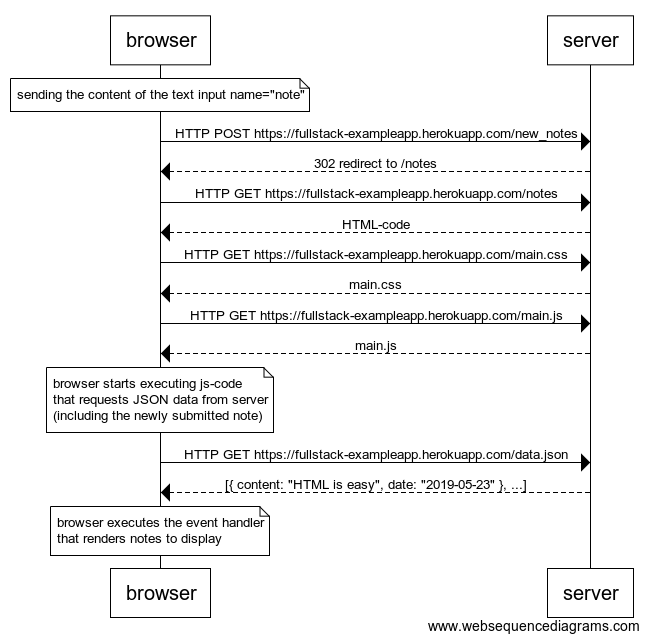 browser
server
sending the content of the text input name="note"
HTTP POST https://fullstack-exampleapp.herokuapp.com/new_notes
302 redirect to /notes
HTTP GET https://fullstack-exampleapp.herokuapp.com/notes
HTML-code
HTTP GET https://fullstack-exampleapp.herokuapp.com/main.css
main.css
HTTP GET https://fullstack-exampleapp.herokuapp.com/main.js
main.js
browser starts executing js-code
that requests JSON data from server
(including the newly submitted note)
HTTP GET https://fullstack-exampleapp.herokuapp.com/data.json
[{ content: "HTML is easy", date: "2019-05-23" }, ...]
browser executes the event handler
that renders notes to display
browser
server
www.websequencediagrams.com